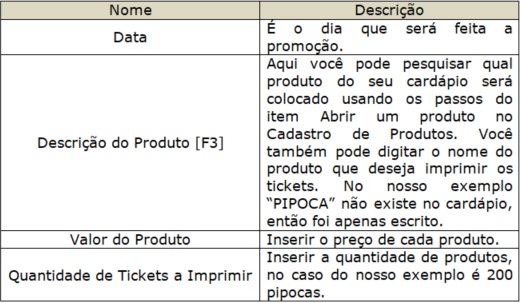 Nome Descrição
Data
É o dia que será feita a
promoção.
Descrição do Produto [F3]
Aqui você pode pesquisar qual
produto do seu cardápio será
colocado usando os passos do
item Abrir um produto no
Cadastro de Produtos. Você
também pode digitar o nome do
produto que deseja imprimir os
tickets. No nosso exemplo
“PIPOCA” não existe no cardápio,
então foi apenas escrito.
Valor do Produto Inserir o preço de cada produto.
Quantidade de Tickets a Imprimir
Inserir a quantidade de produtos,
no caso do nosso exemplo é 200
pipocas.